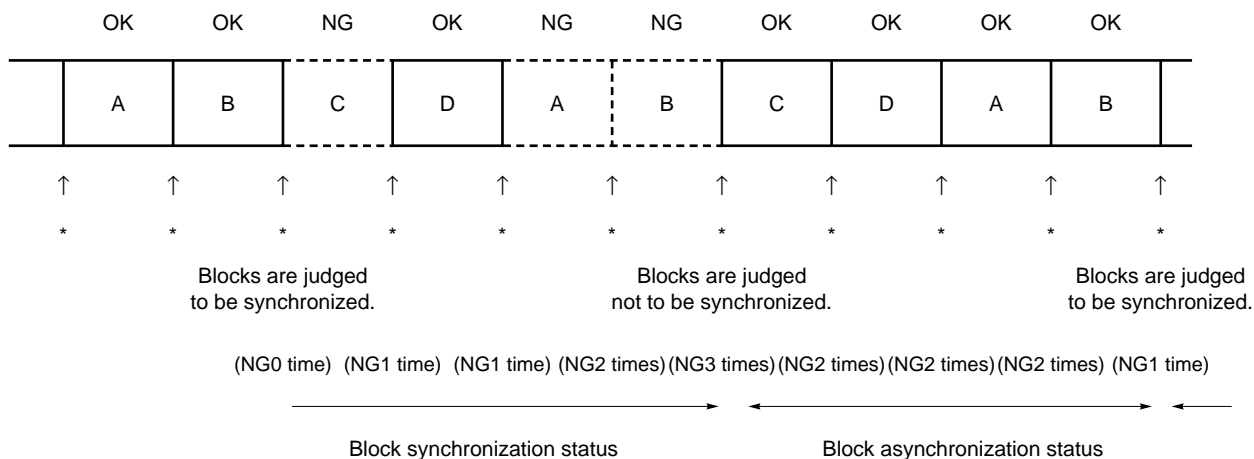 OK OK NG OK NG NG OK OK OK OK
A B C D A B C D A B
↑ ↑ ↑ ↑ ↑ ↑ ↑ ↑ ↑ ↑ ↑
* * * * * * * * * * *
Blocks are judged
to be synchronized.
Blocks are judged
not to be synchronized.
Blocks are judged
to be synchronized.
(NG0 time) (NG1 time) (NG1 time) (NG2 times) (NG3 times) (NG2 times) (NG2 times) (NG2 times) (NG1 time)
Block synchronization status
Block asynchronization status